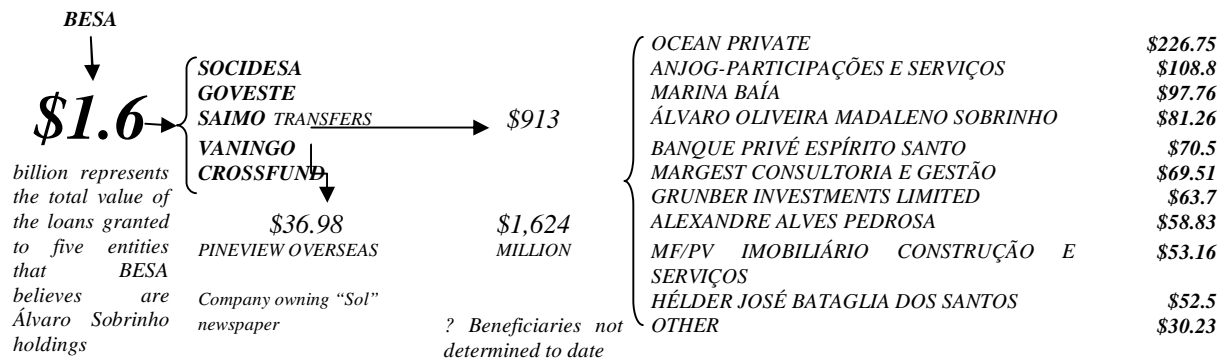 BESA
$1.6
billion represents
the total value of
the loans granted
to five entities
that BESA
believes are
Álvaro Sobrinho
holdings
SOCIDESA
GOVESTE
SAIMO TRANSFERS
VANINGO
CROSSFUND
$913
$36.98
PINEVIEW OVERSEAS
Company owning “Sol”
newspaper
$1,624
MILLION
? Beneficiaries not
determined to date
OCEAN PRIVATE $226.75
ANJOG-PARTICIPAÇÕES E SERVIÇOS $108.8
MARINA BAÍA $97.76
ÁLVARO OLIVEIRA MADALENO SOBRINHO $81.26
BANQUE PRIVÉ ESPÍRITO SANTO $70.5
MARGEST CONSULTORIA E GESTÃO $69.51
GRUNBER INVESTMENTS LIMITED $63.7
ALEXANDRE ALVES PEDROSA $58.83
MF/PV IMOBILIÁRIO CONSTRUÇÃO E $53.16
SERVIÇOS
HÉLDER JOSÉ BATAGLIA DOS SANTOS $52.5
OTHER $30.23